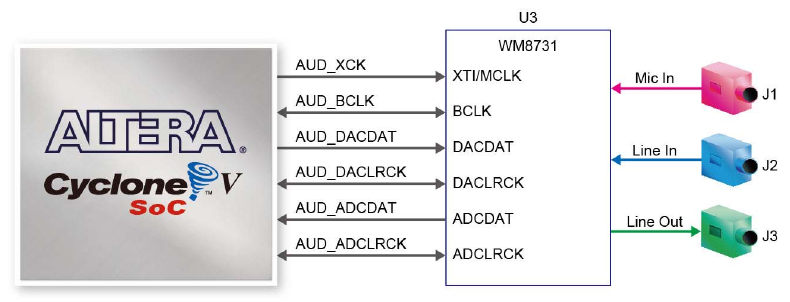 U3
WM8731
AUD_XCK
XTI/MCLK
Mic In
J1
AUD_BCLK
BCLK
ALTERA®
AUD_DACDAT
DACDAT
Line In
J2
Cyclone™ V
SoC
AUD_DACLRCK
DACLRCK
AUD_ADCDAT
ADCDAT
Line Out
J3
AUD_ADCLRCK
ADCLRCK